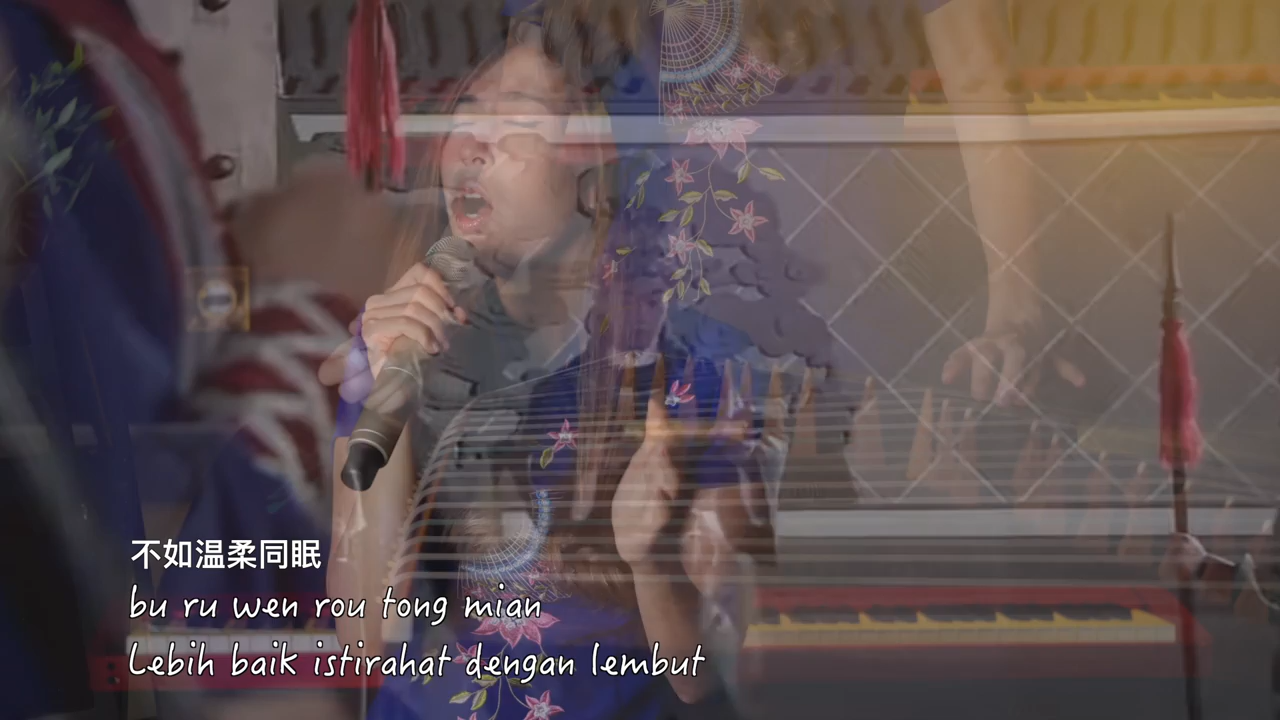 不如温柔同眠
bu ru wen rou tong mian
Lebih baik istirahat dengan lembut